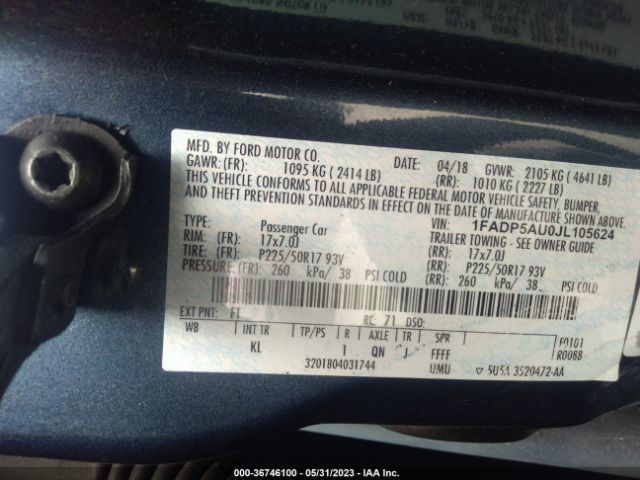 MFD. BY FORD MOTOR CO.
DATE: 04/18 GVWR: 2105 KG ( 4641 LB)
GAWR: (FR): 1095 KG ( 2414 LB) (RR): 1010 KG ( 2227 LB)
THIS VEHICLE CONFORMS TO ALL APPLICABLE FEDERAL MOTOR VEHICLE SAFETY, BUMPER,
AND THEFT PREVENTION STANDARDS IN EFFECT ON THE DATE OF MANUFACTURE SHOWN ABOVE.
VIN: 1FADP5AU0JL105624
TYPE: Passenger Car TRAILER TOWING - SEE OWNER GUIDE
RIM: (FR): 17x7.0J (RR): 17x7.0J
TIRE: (FR): P225/50R17 93V (RR): P225/50R17 93V
PRESSURE: (FR): 260 kPa/ 38 PSI COLD (RR): 260 kPa/ 38 PSI COLD
EXT PNT: FT RC: 71 DSO:
WB INT TR TP/PS R AXLE TR SPR F0101
KL 1 QN J FFFF R0088
3201804031744 UMU ▽ 5U5A 3520472-AA
000-36746100 - 05/31/2023 - IAA Inc.